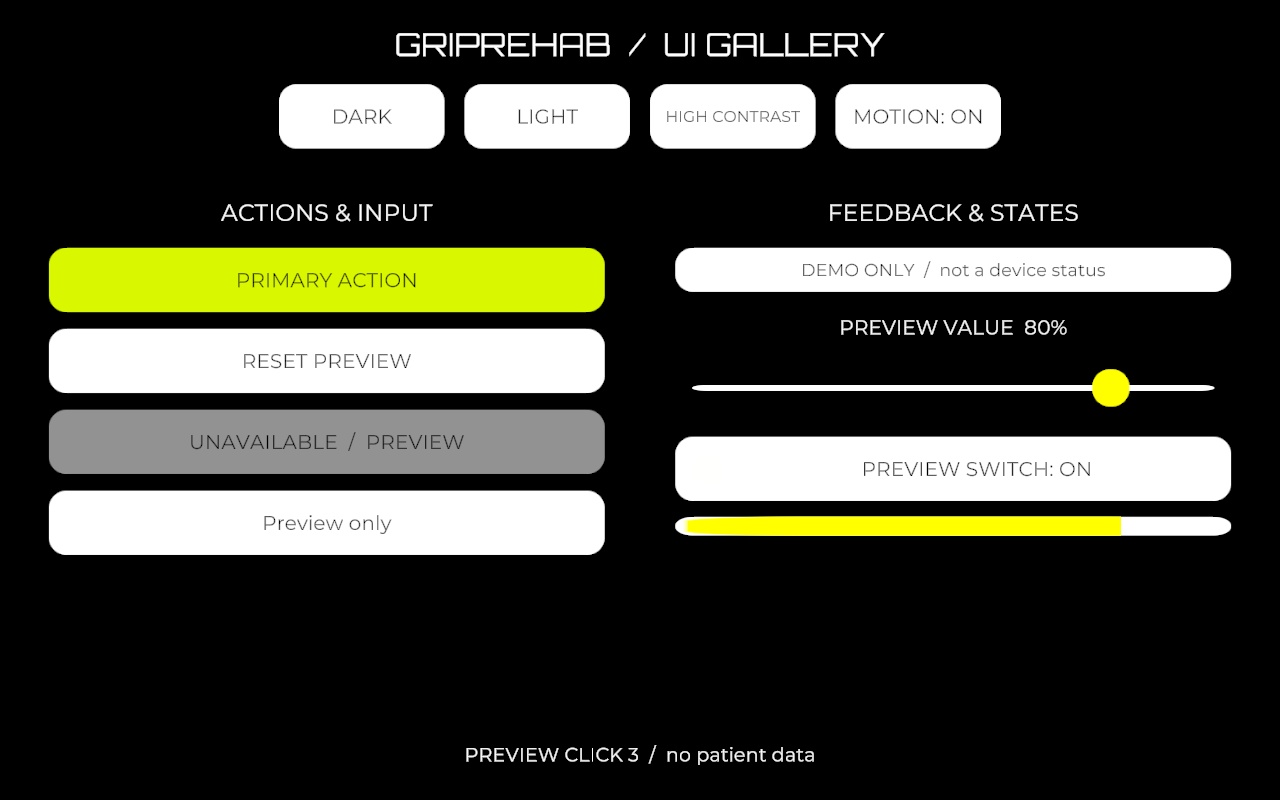 GRIPREHAB / UI GALLERY
DARK
LIGHT
HIGH CONTRAST
MOTION: ON
ACTIONS & INPUT
PRIMARY ACTION
RESET PREVIEW
UNAVAILABLE / PREVIEW
Preview only
FEEDBACK & STATES
DEMO ONLY / not a device status
PREVIEW VALUE 80%
PREVIEW SWITCH: ON
PREVIEW CLICK 3 / no patient data